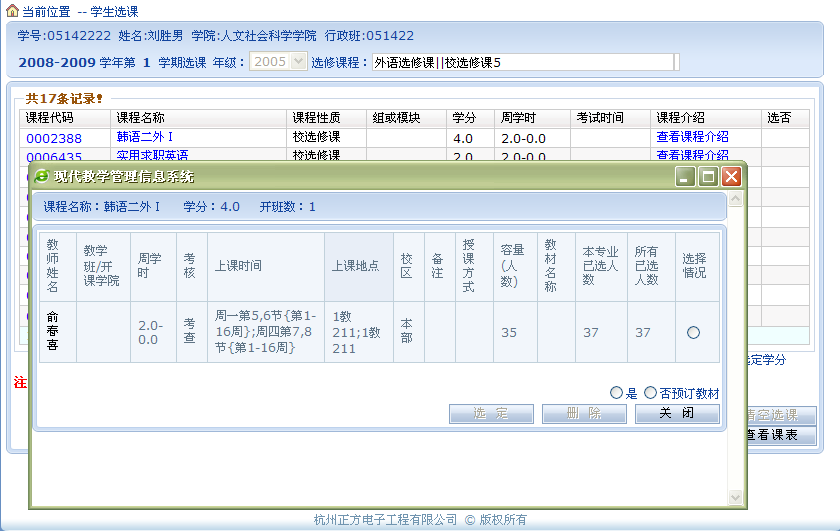 当前位置 -- 学生选课
学号:05142222 姓名:刘胜男 学院:人文社会科学学院 行政班:051422
2008-2009 学年第 1 学期选课 年级： 2005 选修课程： 外语选修课||校选修课5
共17条记录!
课程代码 课程名称 课程性质 组或模块 学分 周学时 考试时间 课程介绍 选否
0002388 韩语二外Ⅰ 校选修课 4.0 2.0-0.0 查看课程介绍
0006435 实用求职英语 校选修课 2.0 2.0-0.0 查看课程介绍
现代教学管理信息系统
课程名称：韩语二外Ⅰ 学分：4.0 开班数：1
教师姓名 教学班/开课学院 周学时 考核 上课时间 上课地点 校区 备注 授课方式 容量(人数) 教材名称 本专业已选人数 所有已选人数 选择情况
俞春喜 2.0-0.0 考查 周一第5,6节{第1-16周};周四第7,8节{第1-16周} 1教211;1教211 本部 35 37 37
定学分
注
是 否预订教材
选 定 删 除 关 闭
清空选课
查看课表
杭州正方电子工程有限公司 © 版权所有